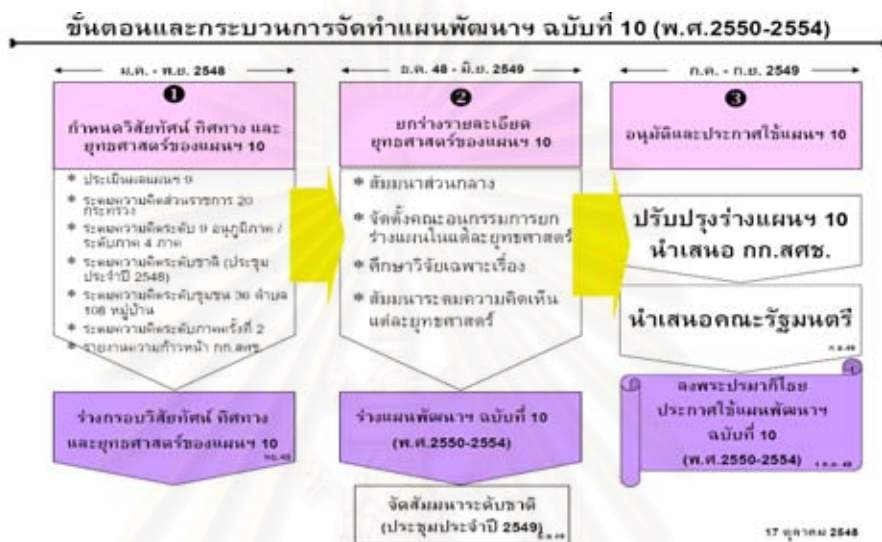 ขั้นตอนและกระบวนการจัดทำแผนพัฒนาฯ ฉบับที่ 10 (พ.ศ.2550-2554)
ม.ค. - พ.ย. 2548
❶
กำหนดวิสัยทัศน์ ทิศทาง และ
ยุทธศาสตร์ของแผนฯ 10
* ประเมินผลแผนฯ 9
* ระดมความคิดส่วนราชการ 20
กระทรวง
* ระดมความคิดระดับ 9 อนุภูมิภาค /
ระดับภาค 4 ภาค
* ระดมความคิดระดับชาติ (ประชุม
ประจำปี 2548)
* ระดมความคิดระดับชุมชน 36 ตำบล
108 หมู่บ้าน
* ระดมความคิดระดับภาคครั้งที่ 2
* รายงานความก้าวหน้า กก.สศช.
ร่างกรอบวิสัยทัศน์ ทิศทาง
และยุทธศาสตร์ของแผนฯ 10
ธ.ค. 48 - มิ.ย. 2549
❷
ยกร่างรายละเอียด
ยุทธศาสตร์ของแผนฯ 10
* สัมมนาส่วนกลาง
* จัดตั้งคณะอนุกรรมการยก
ร่างแผนในแต่ละยุทธศาสตร์
* ศึกษาวิจัยเฉพาะเรื่อง
* สัมมนาระดมความคิดเห็น
แต่ละยุทธศาสตร์
ร่างแผนพัฒนาฯ ฉบับที่ 10
(พ.ศ.2550-2554)
จัดสัมมนาระดับชาติ
(ประชุมประจำปี 2549)
ก.ค. - ก.ย. 2549
❸
อนุมัติและประกาศใช้แผนฯ 10
ปรับปรุงร่างแผนฯ 10
นำเสนอ กก.สศช.
นำเสนอคณะรัฐมนตรี
ลงพระปรมาภิไธย
ประกาศใช้แผนพัฒนาฯ
ฉบับที่ 10
(พ.ศ.2550-2554)
17 ตุลาคม 2548